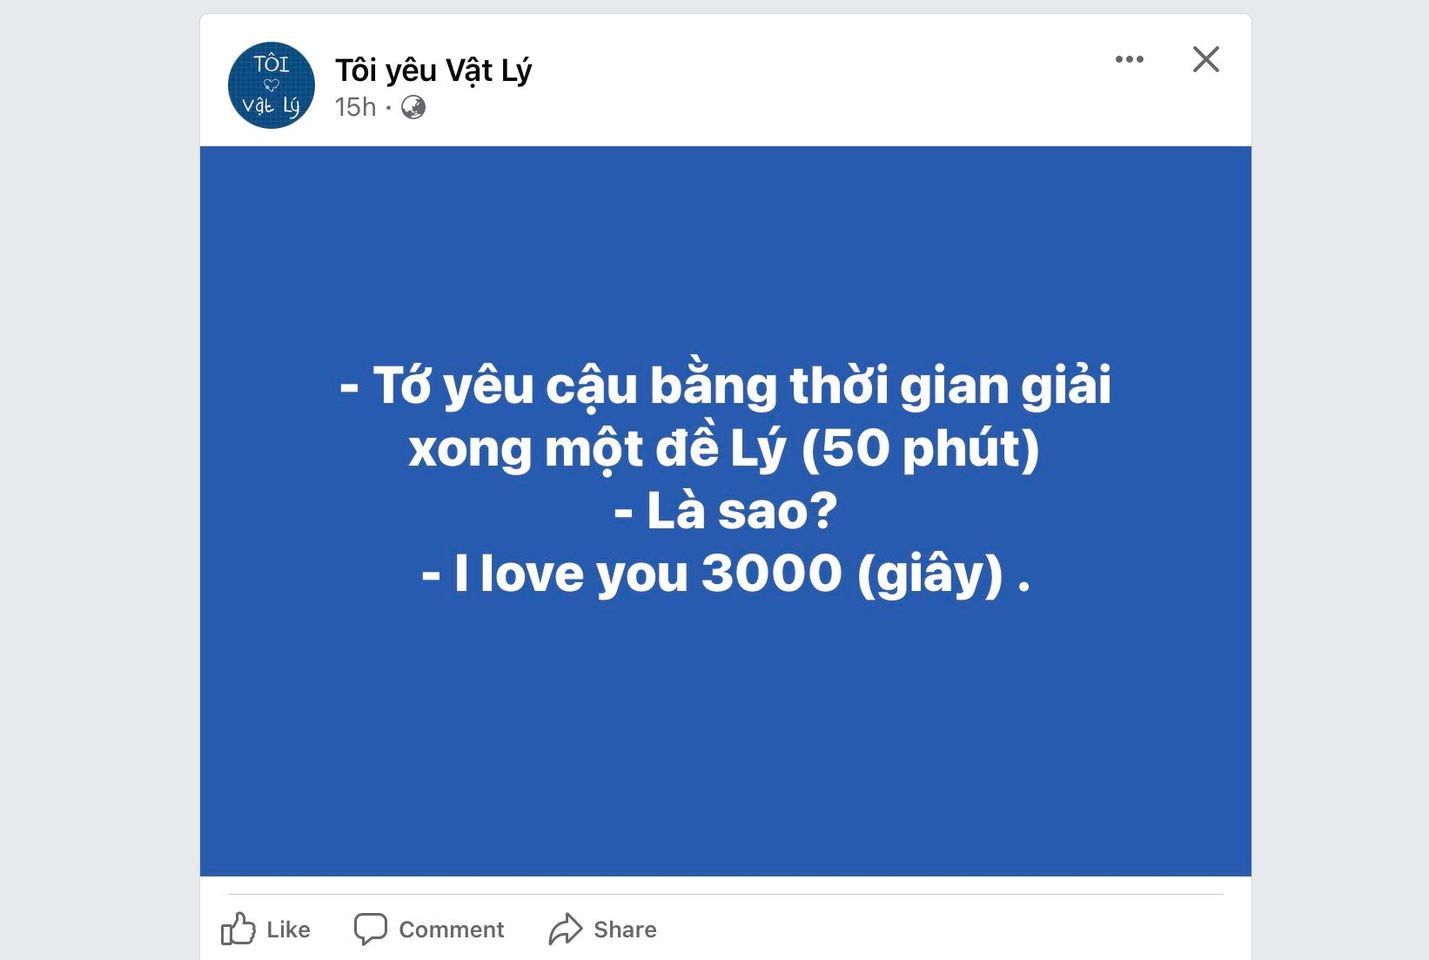 TÔI
Vật Lý
Tôi yêu Vật Lý
15h ·
- Tớ yêu cậu bằng thời gian giải
xong một đề Lý (50 phút)
- Là sao?
- I love you 3000 (giây) .
Like
Comment
Share